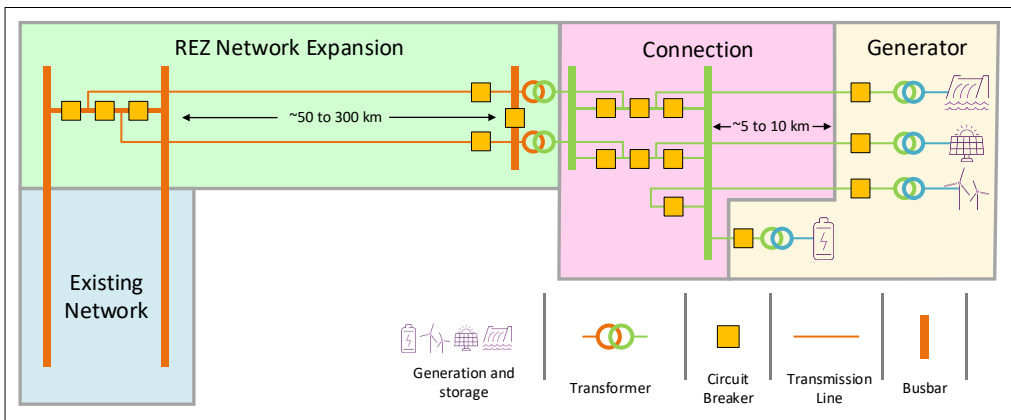 REZ Network Expansion
Connection
Generator
~50 to 300 km
~5 to 10 km
Existing
Network
Generation and
storage
Transformer
Circuit
Breaker
Transmission
Line
Busbar